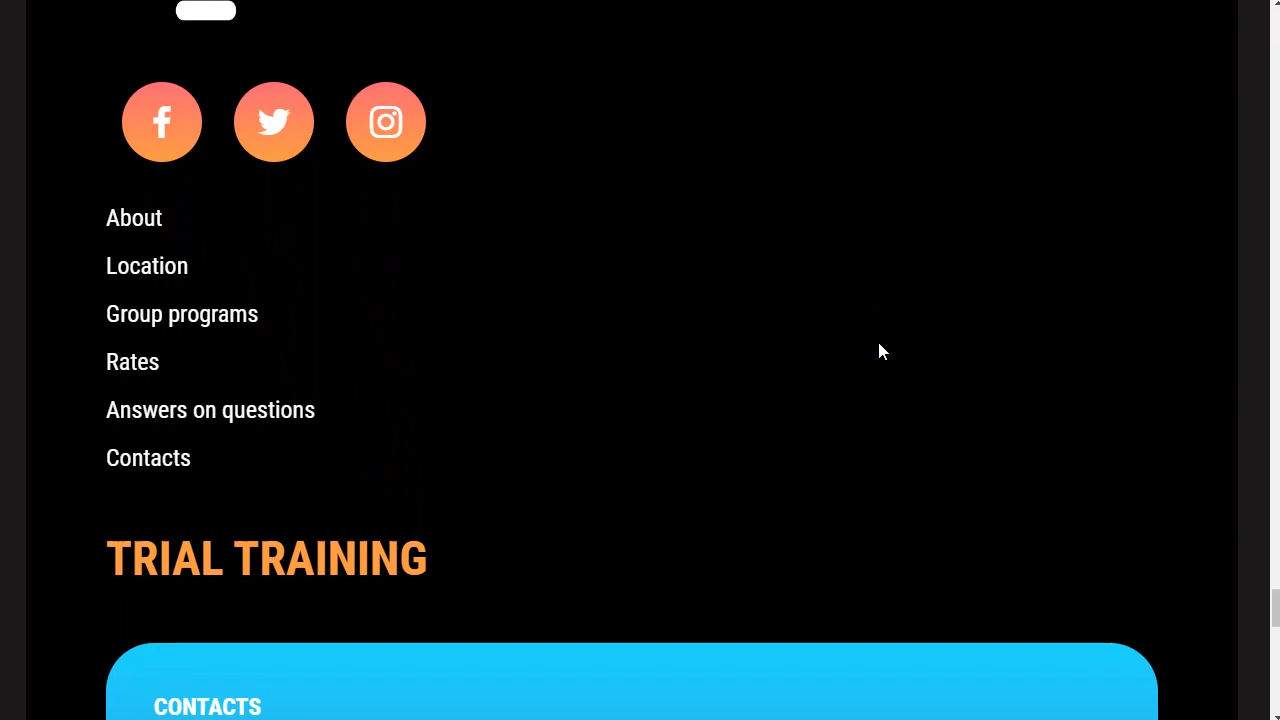 About
Location
Group programs
Rates
Answers on questions
Contacts
TRIAL TRAINING
CONTACTS